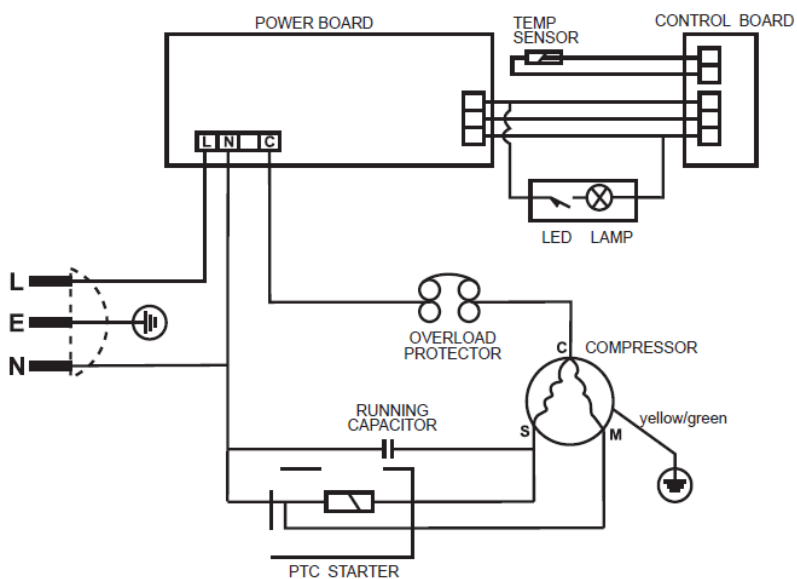 POWER BOARD
TEMP
SENSOR
CONTROL BOARD
L N C
LED LAMP
L
E
N
OVERLOAD
PROTECTOR
C COMPRESSOR
RUNNING
CAPACITOR
S
M
yellow/green
PTC STARTER